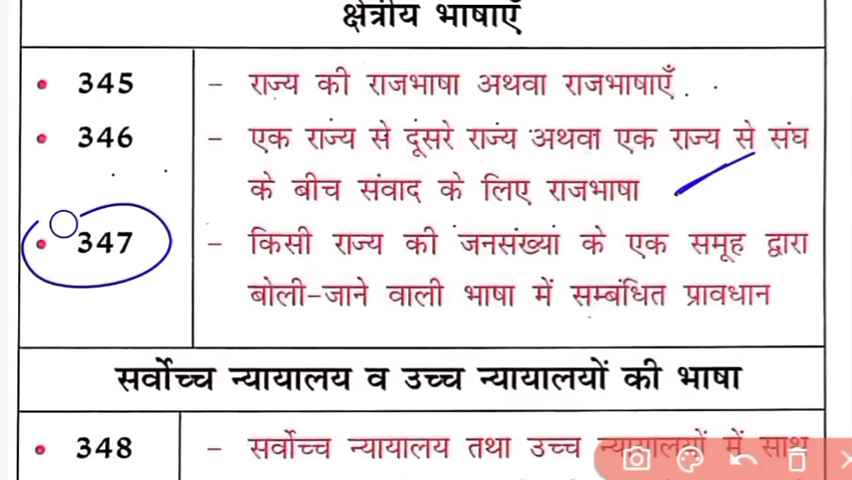 क्षेत्रीय भाषाएँ
• 345 – राज्य की राजभाषा अथवा राजभाषाएँ.
• 346 – एक राज्य से दूसरे राज्य अथवा एक राज्य से संघ
के बीच संवाद के लिए राजभाषा
• 347 – किसी राज्य की जनसंख्या के एक समूह द्वारा
बोली-जाने वाली भाषा में सम्बंधित प्रावधान
सर्वोच्च न्यायालय व उच्च न्यायालयों की भाषा
• 348 – सर्वोच्च न्यायालय तथा उच्च न्यायालयों में